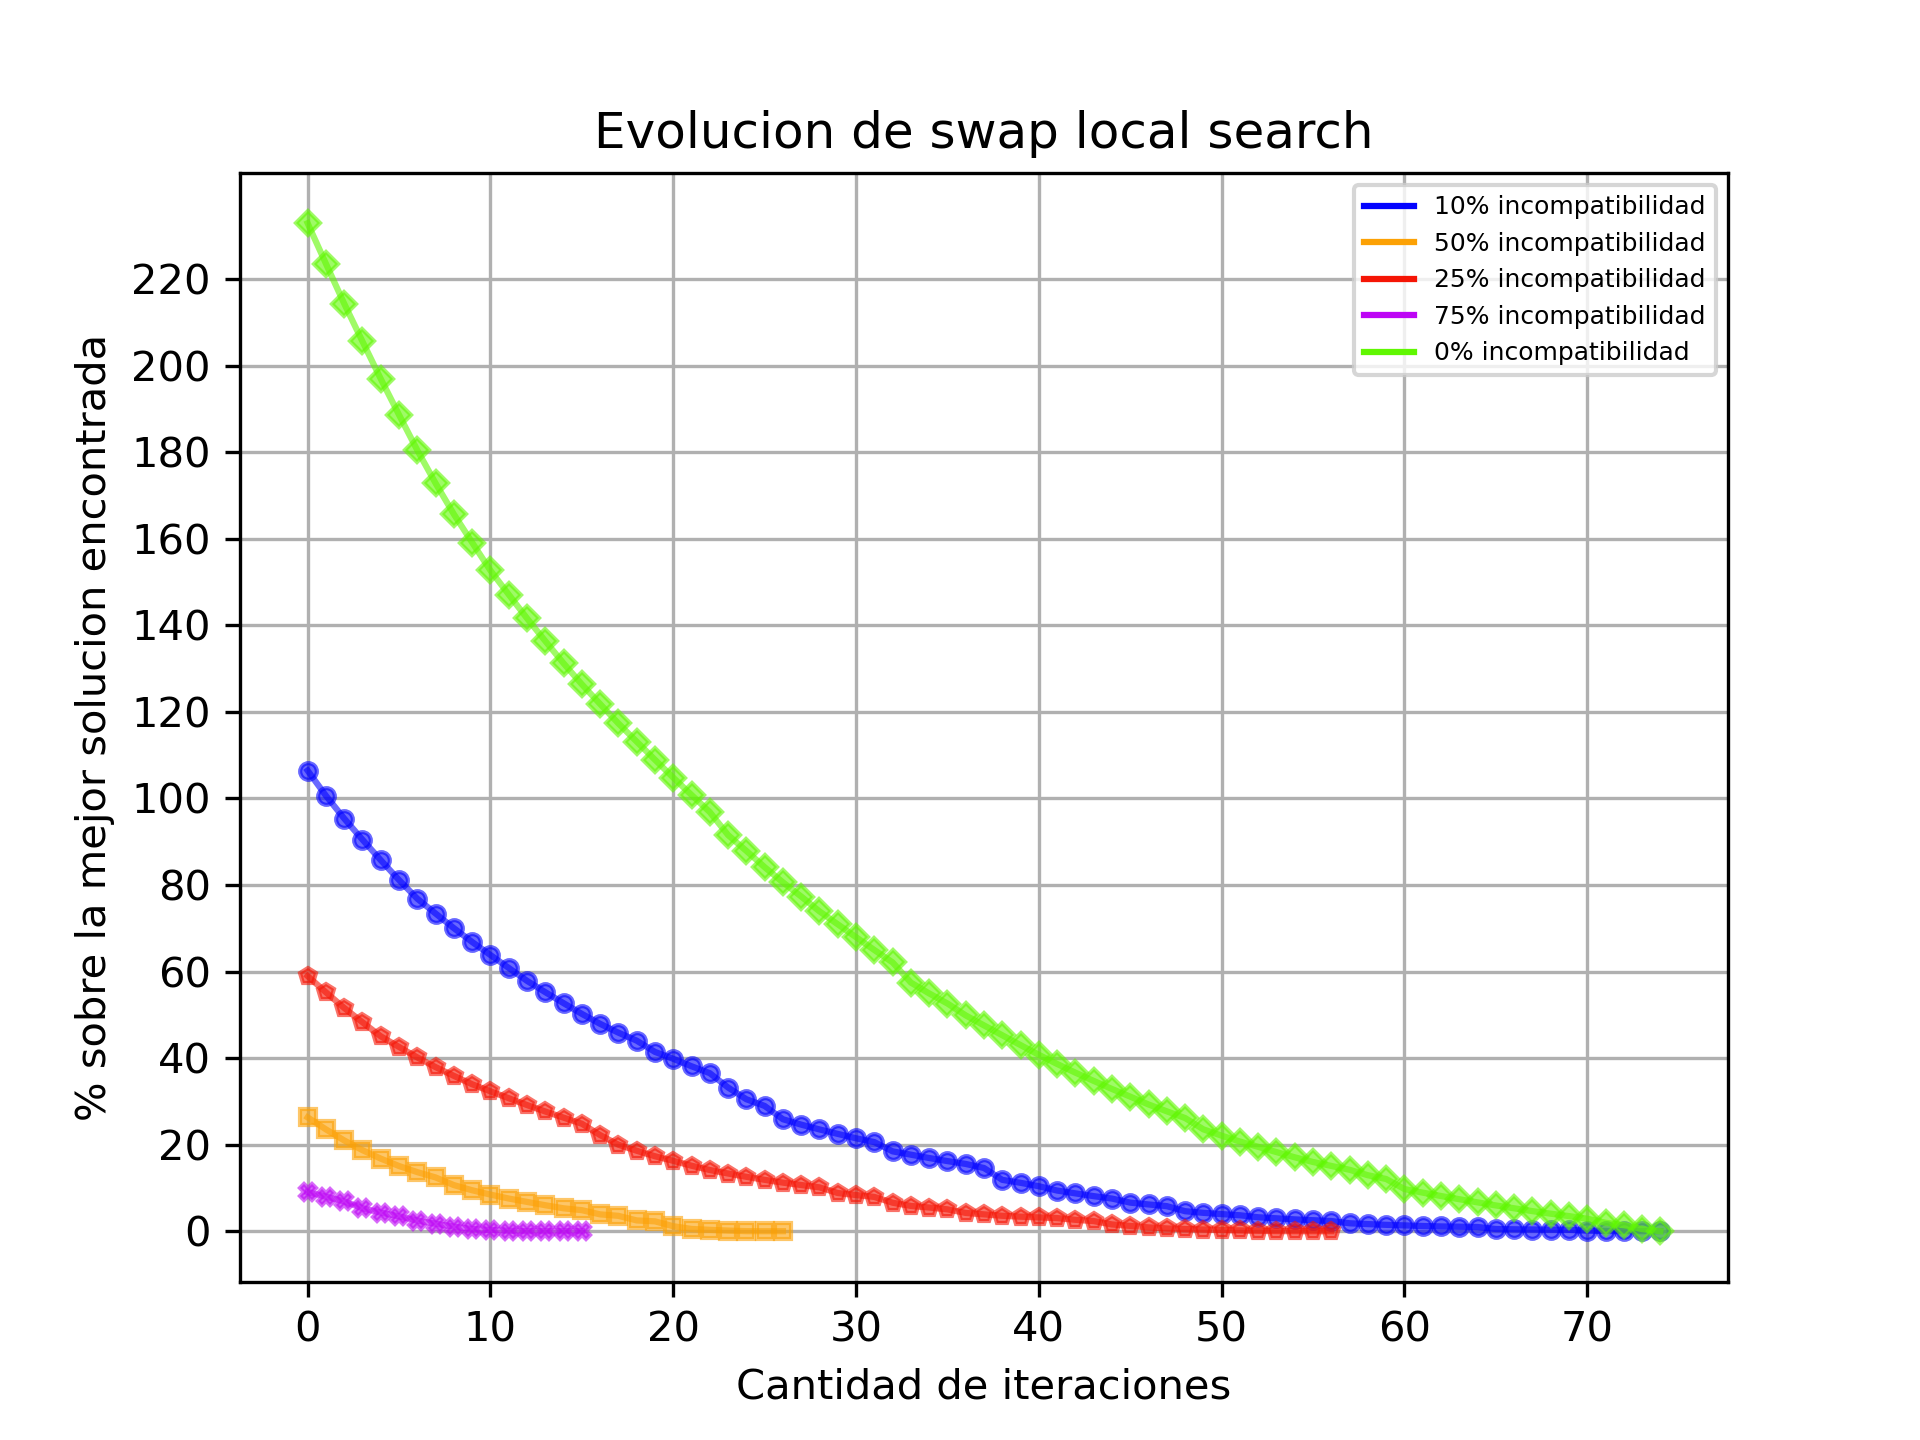 Evolucion de swap local search
10% incompatibilidad
50% incompatibilidad
25% incompatibilidad
75% incompatibilidad
0% incompatibilidad
% sobre la mejor solucion encontrada
220
200
180
160
140
120
100
80
60
40
20
0
0 10 20 30 40 50 60 70
Cantidad de iteraciones